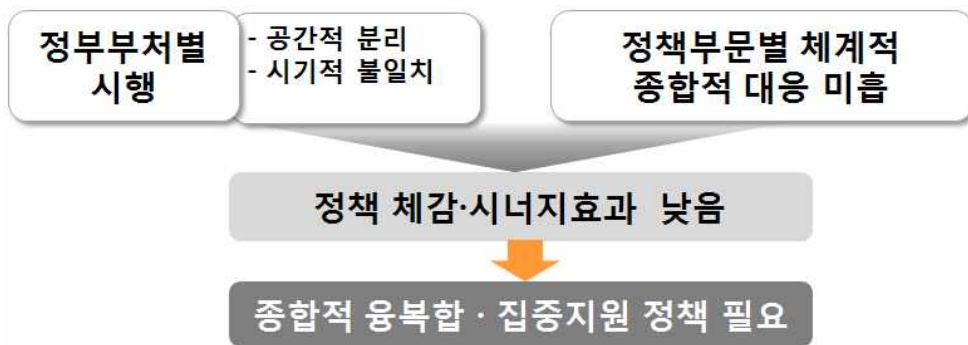 정부부처별
시행
- 공간적 분리
- 시기적 불일치
정책부문별 체계적
종합적 대응 미흡
정책 체감·시너지효과 낮음
종합적 융복합 · 집중지원 정책 필요